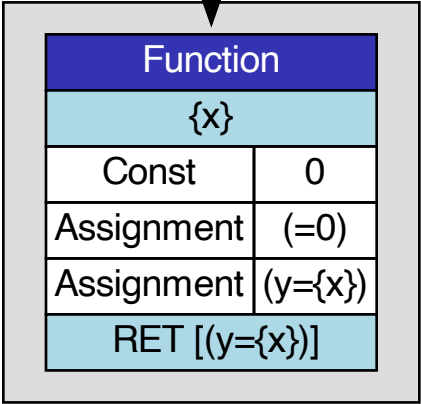 Function
{x}
Const 0
Assignment (=0)
Assignment (y={x})
RET [(y={x})]